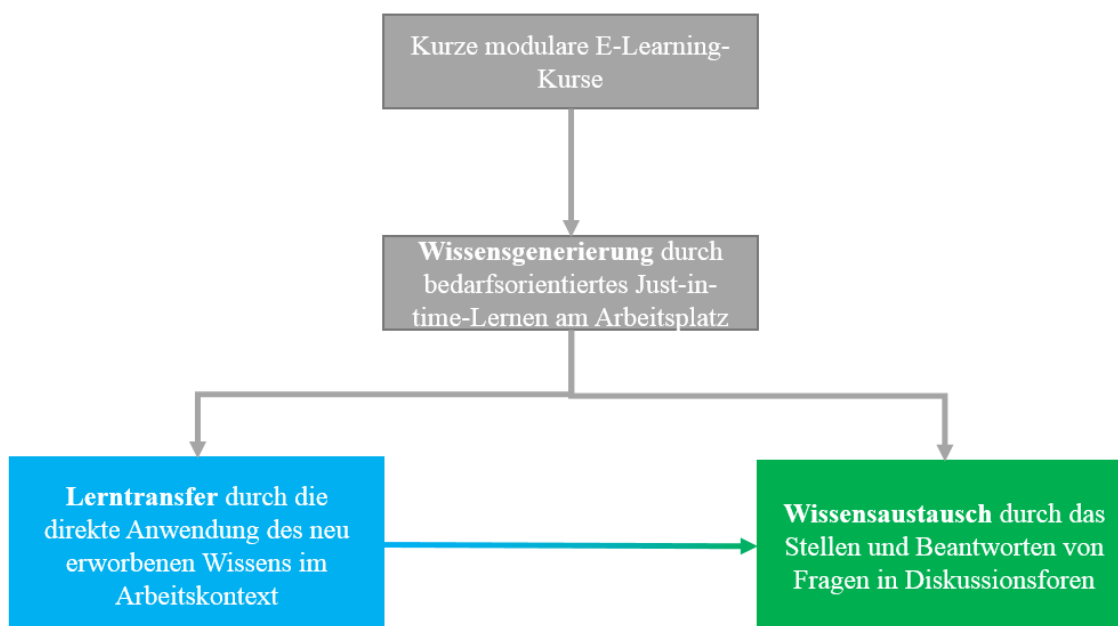 Kurze modulare E-Learning-
Kurse
Wissensgenerierung durch
bedarfsorientiertes Just-in-
time-Lernen am Arbeitsplatz
Lerntransfer durch die
direkte Anwendung des neu
erworbenen Wissens im
Arbeitskontext
Wissensaustausch durch das
Stellen und Beantworten von
Fragen in Diskussionsforen